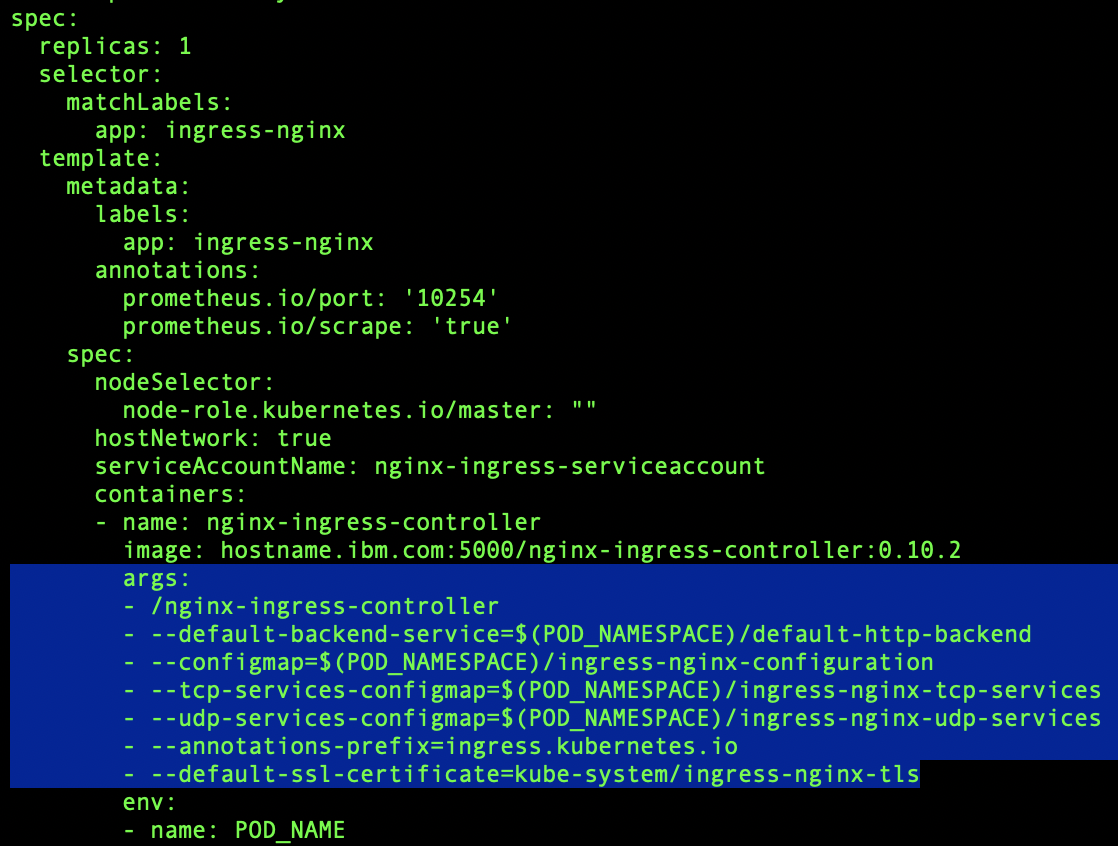 spec:
  replicas: 1
  selector:
    matchLabels:
      app: ingress-nginx
  template:
    metadata:
      labels:
        app: ingress-nginx
      annotations:
        prometheus.io/port: '10254'
        prometheus.io/scrape: 'true'
    spec:
      nodeSelector:
        node-role.kubernetes.io/master: ""
      hostNetwork: true
      serviceAccountName: nginx-ingress-serviceaccount
      containers:
      - name: nginx-ingress-controller
        image: hostname.ibm.com:5000/nginx-ingress-controller:0.10.2
        args:
        - /nginx-ingress-controller
        - --default-backend-service=$(POD_NAMESPACE)/default-http-backend
        - --configmap=$(POD_NAMESPACE)/ingress-nginx-configuration
        - --tcp-services-configmap=$(POD_NAMESPACE)/ingress-nginx-tcp-services
        - --udp-services-configmap=$(POD_NAMESPACE)/ingress-nginx-udp-services
        - --annotations-prefix=ingress.kubernetes.io
        - --default-ssl-certificate=kube-system/ingress-nginx-tls
        env:
        - name: POD_NAME